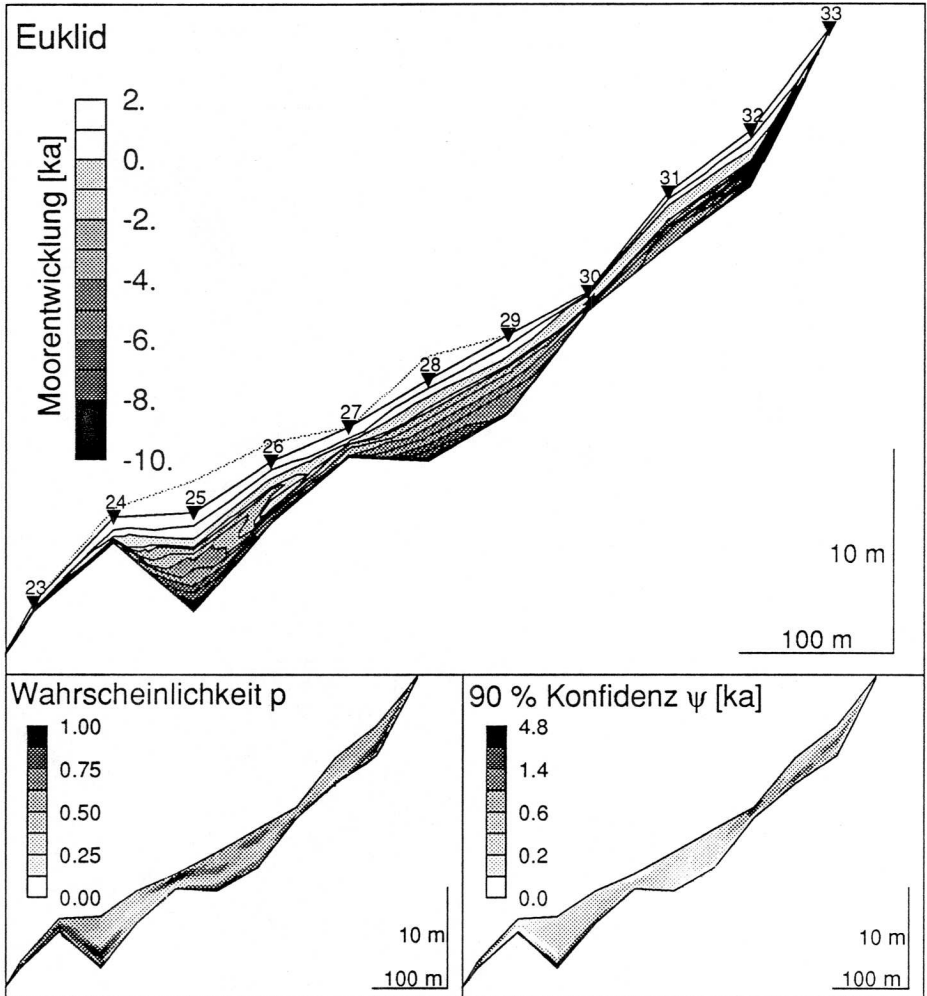 Euklid
Moorentwicklung [ka]
2.
0.
-2.
-4.
-6.
-8.
-10.
33
32
31
30
29
28
27
26
25
24
23
10 m
100 m
Wahrscheinlichkeit p
1.00
0.75
0.50
0.25
0.00
10 m
100 m
90 % Konfidenz ψ [ka]
4.8
1.4
0.6
0.2
0.0
10 m
100 m